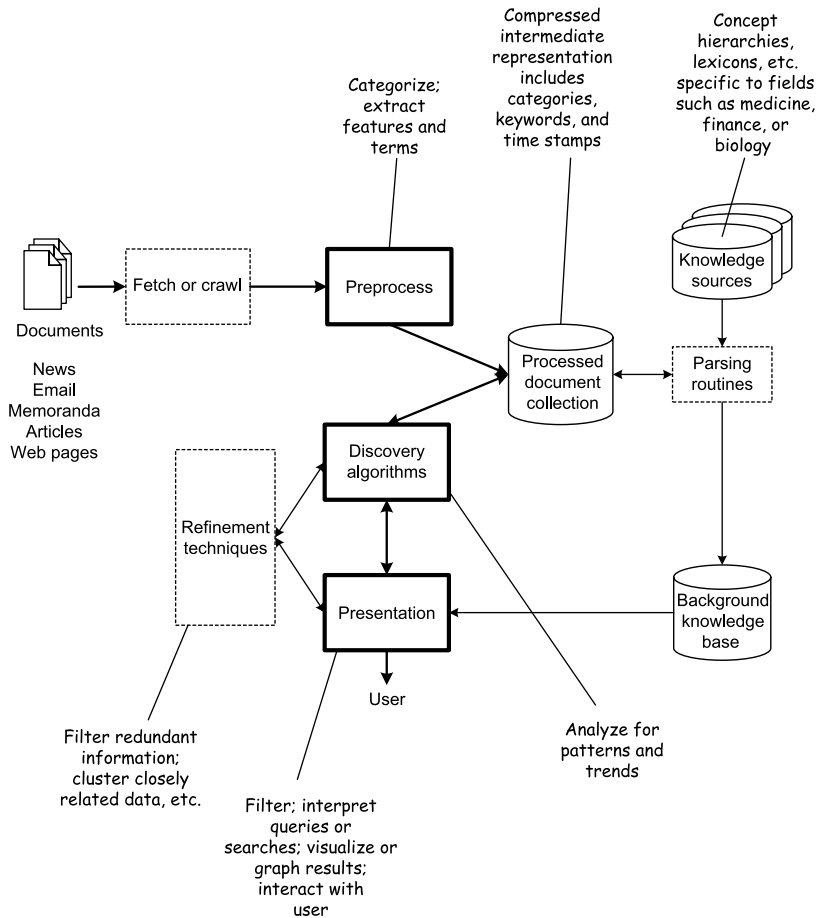 Compressed
intermediate
representation
includes
categories,
keywords, and
time stamps
Concept
hierarchies,
lexicons, etc.
specific to fields
such as medicine,
finance, or
biology
Categorize;
extract
features and
terms
Documents
News
Email
Memoranda
Articles
Web pages
Fetch or crawl
Preprocess
Knowledge
sources
Processed
document
collection
Parsing
routines
Discovery
algorithms
Refinement
techniques
Presentation
Background
knowledge
base
User
Filter redundant
information;
cluster closely
related data, etc.
Filter; interpret
queries or
searches; visualize or
graph results;
interact with
user
Analyze for
patterns and
trends